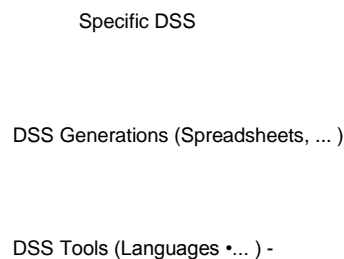 Specific DSS
DSS Generations (Spreadsheets, ... )
DSS Tools (Languages •... ) -